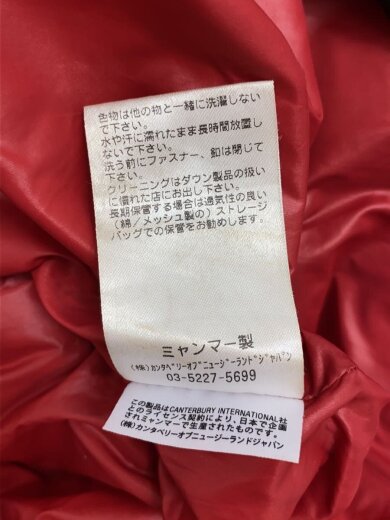 色物は他の物と一緒に洗濯しない
で下さい。
水や汗に濡れたまま長時間放置し
ないで下さい。
洗う前にファスナー、釦は閉じて
下さい。
クリーニングはダウン製品の扱い
に慣れた店にお出し下さい。
長期保管する場合は通気性の良い
(綿/メッシュ製の)ストレージ
バッグでの保管をお勧めします。
ミャンマー製
(株)カンタベリーオブニュージーランドジャパン
03-5227-5699
この製品はCANTERBURY INTERNATIONAL社
とのライセンス契約により、日本で企画
されミャンマーで生産されたものです。
(株)カンタベリーオブニュージーランドジャパン